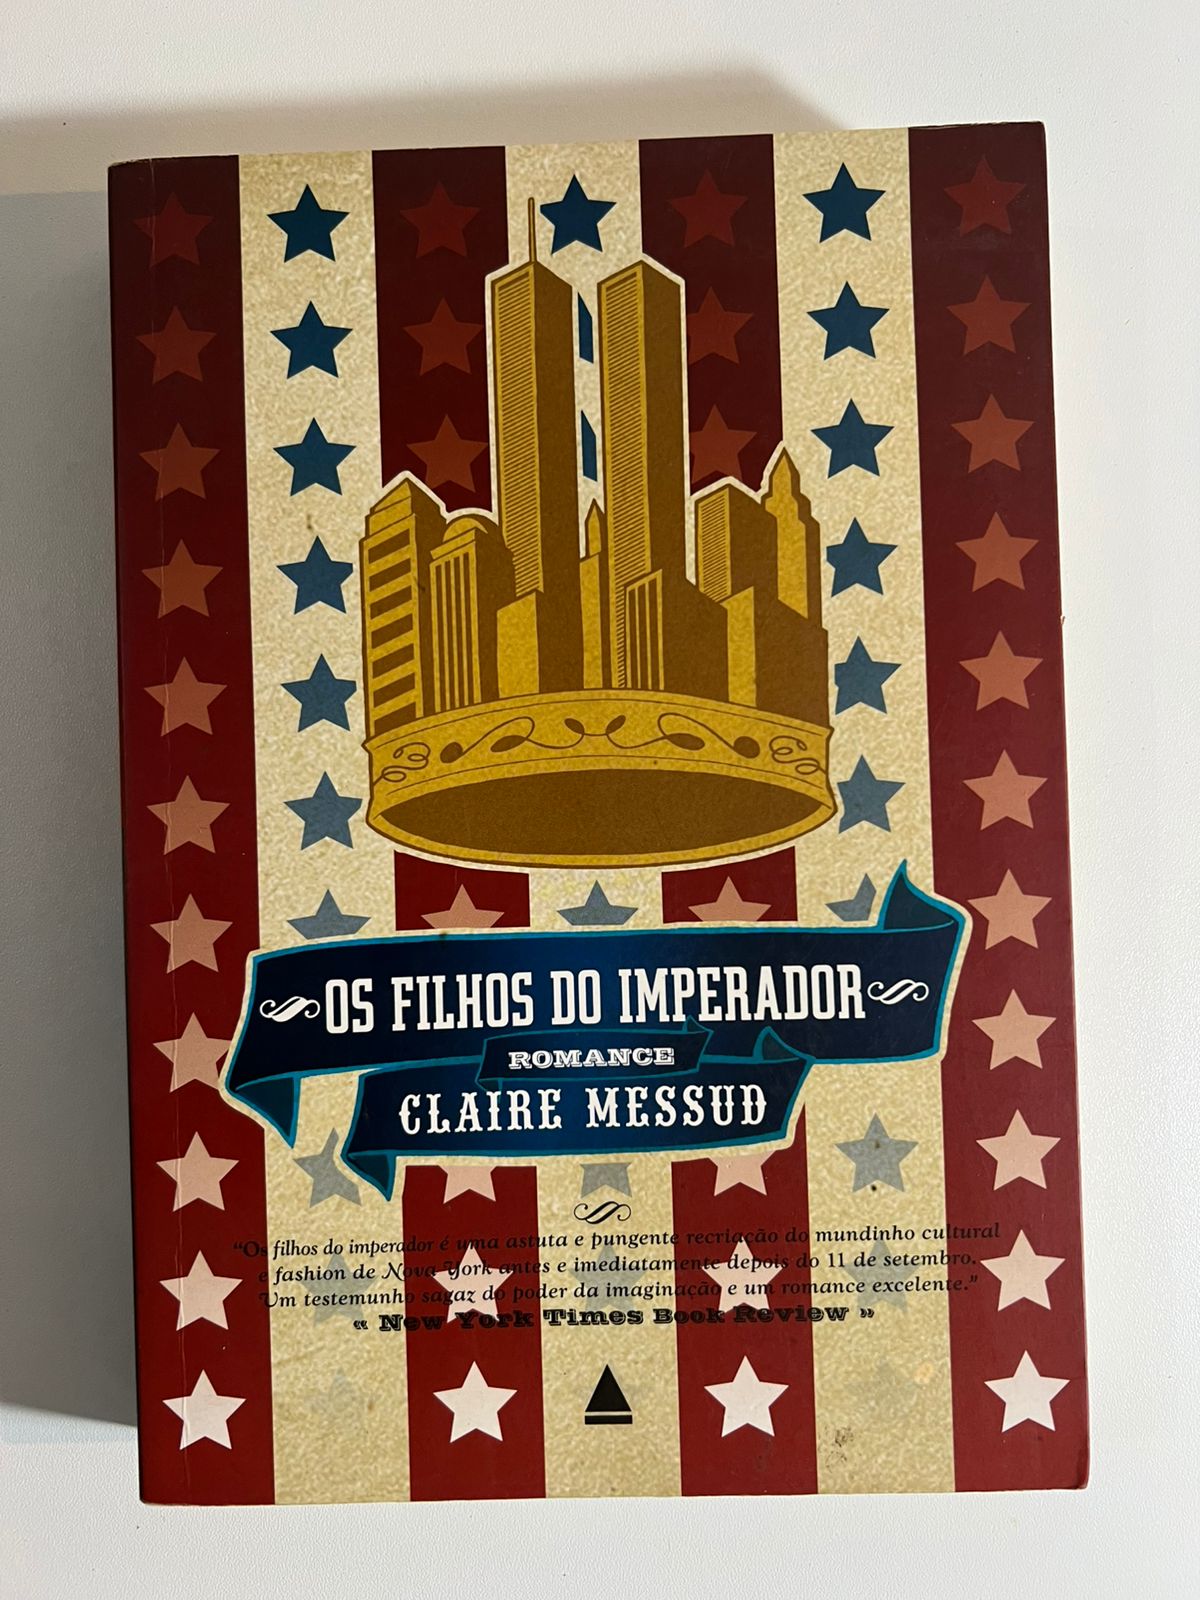 OS FILHOS DO IMPERADOR
ROMANCE
CLAIRE MESSUD
“Os filhos do imperador é uma astuta e pungente recriação do mundinho cultural
e fashion de Nova York antes e imediatamente depois do 11 de setembro.
Um testemunho sagaz do poder da imaginação e um romance excelente.”
« New York Times Book Review »